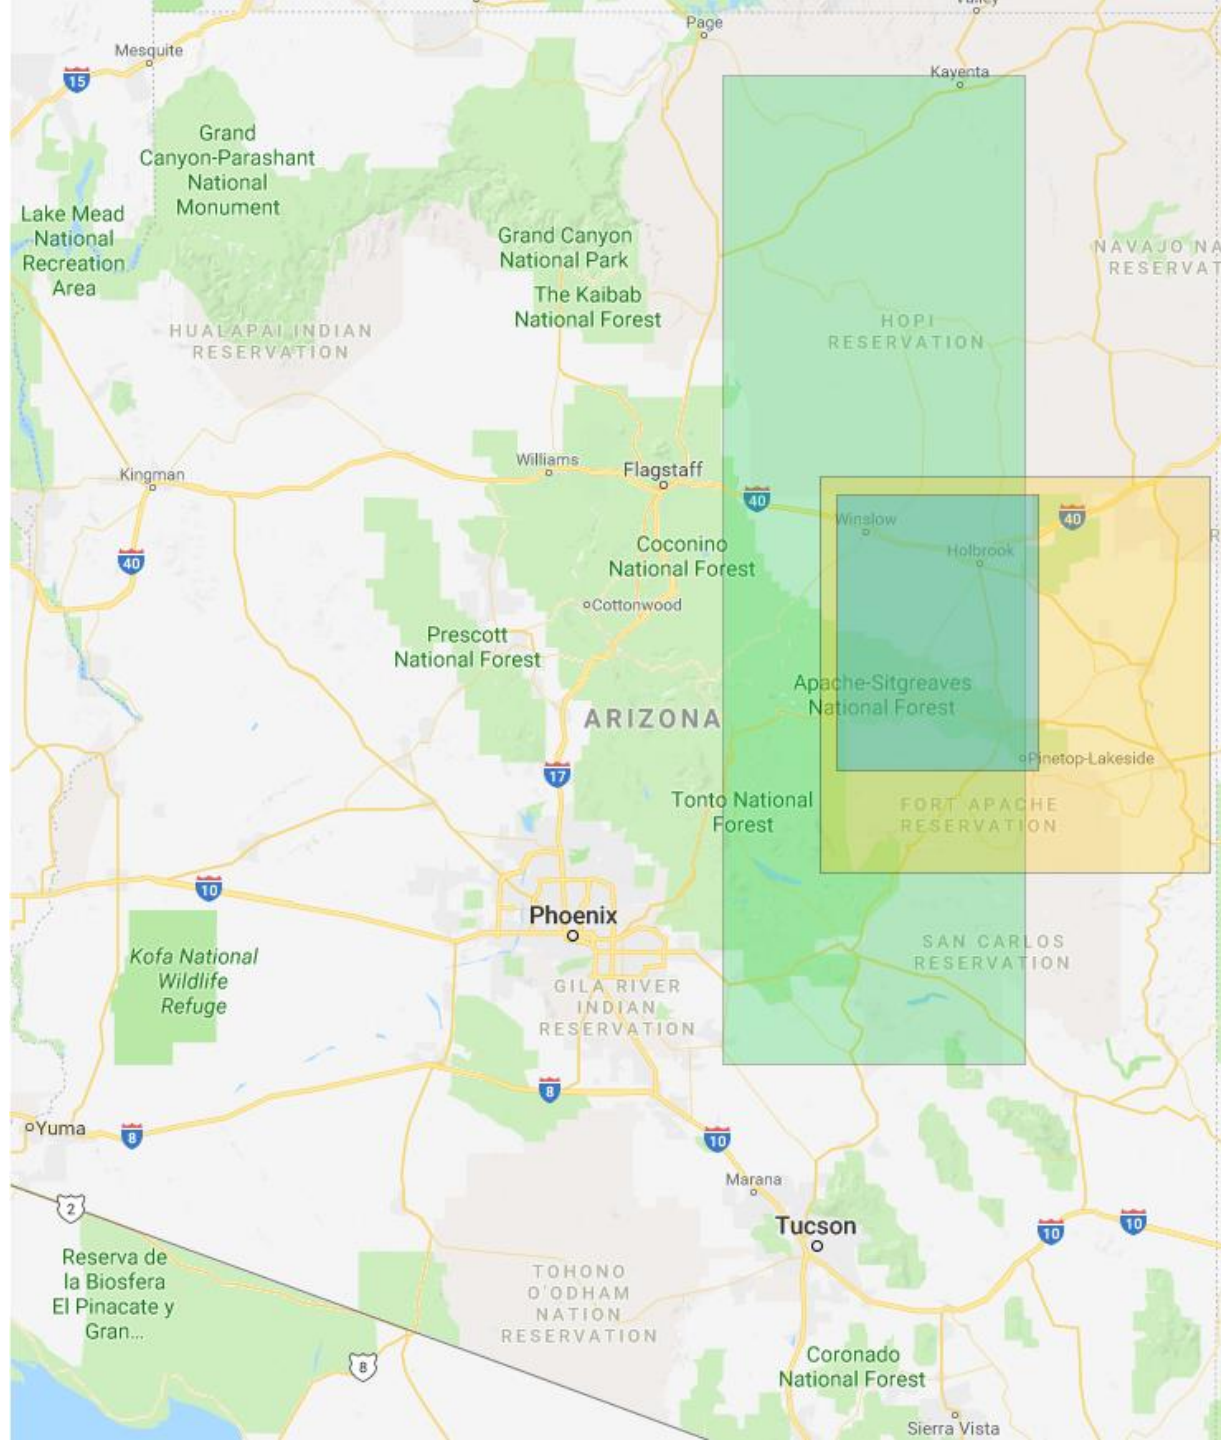 Valley
Page
Mesquite
15
Kayenta
Grand
Canyon-Parashant
National
Monument
Lake Mead
National
Recreation
Area
Grand Canyon
National Park
NAVAJO NA
RESERVAT
The Kaibab
National Forest
HUALAPAI INDIAN
RESERVATION
HOPI
RESERVATION
Williams
Flagstaff
Kingman
40
40
Winslow
Holbrook
R
40
Coconino
National Forest
Cottonwood
Prescott
National Forest
Apache-Sitgreaves
National Forest
ARIZONA
Pinetop-Lakeside
17
Tonto National
Forest
FORT APACHE
RESERVATION
10
Phoenix
Kofa National
Wildlife
Refuge
SAN CARLOS
RESERVATION
GILA RIVER
INDIAN
RESERVATION
8
Yuma
8
10
Marana
2
Tucson
10
10
Reserva de
la Biosfera
El Pinacate y
Gran...
TOHONO
O'ODHAM
NATION
RESERVATION
8
Coronado
National Forest
Sierra Vista